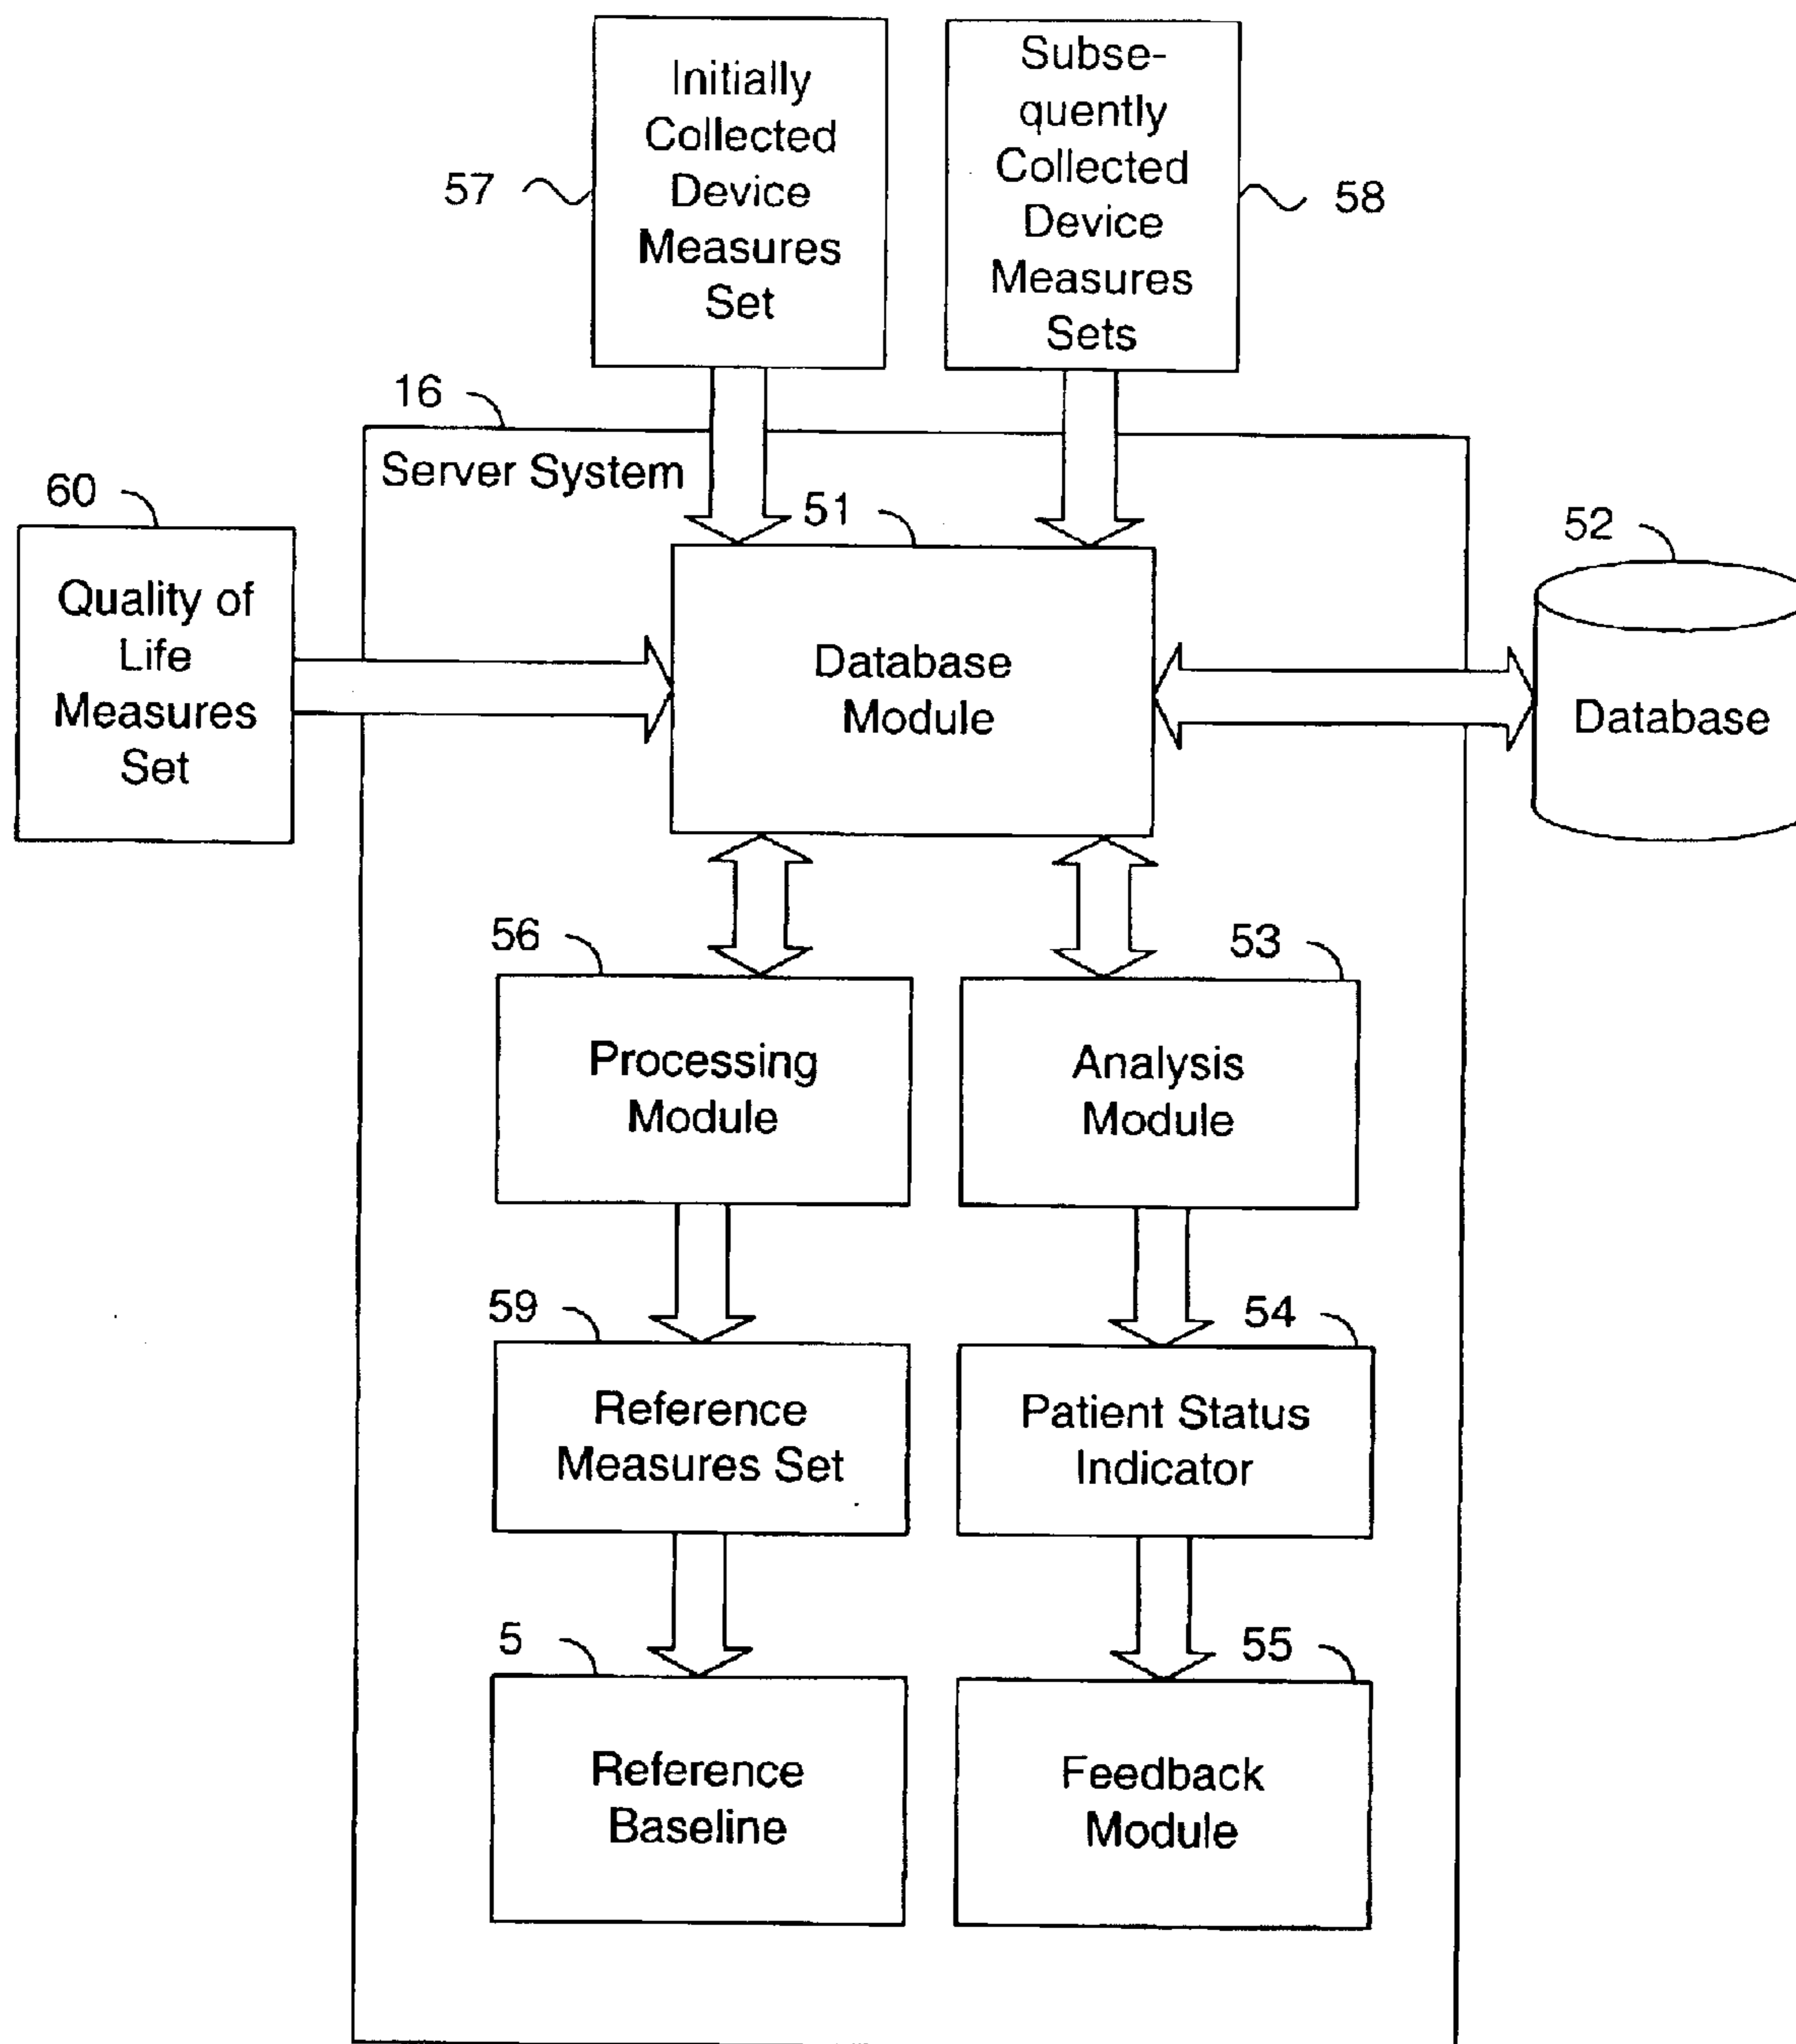 Initially
Collected
Device
Measures
Set
57
Subse-
quently
Collected
Device
Measures
Sets
58
16
Server System
60
Quality of
Life
Measures
Set
51
Database
Module
52
Database
56
Processing
Module
53
Analysis
Module
59
Reference
Measures Set
54
Patient Status
Indicator
5
Reference
Baseline
55
Feedback
Module